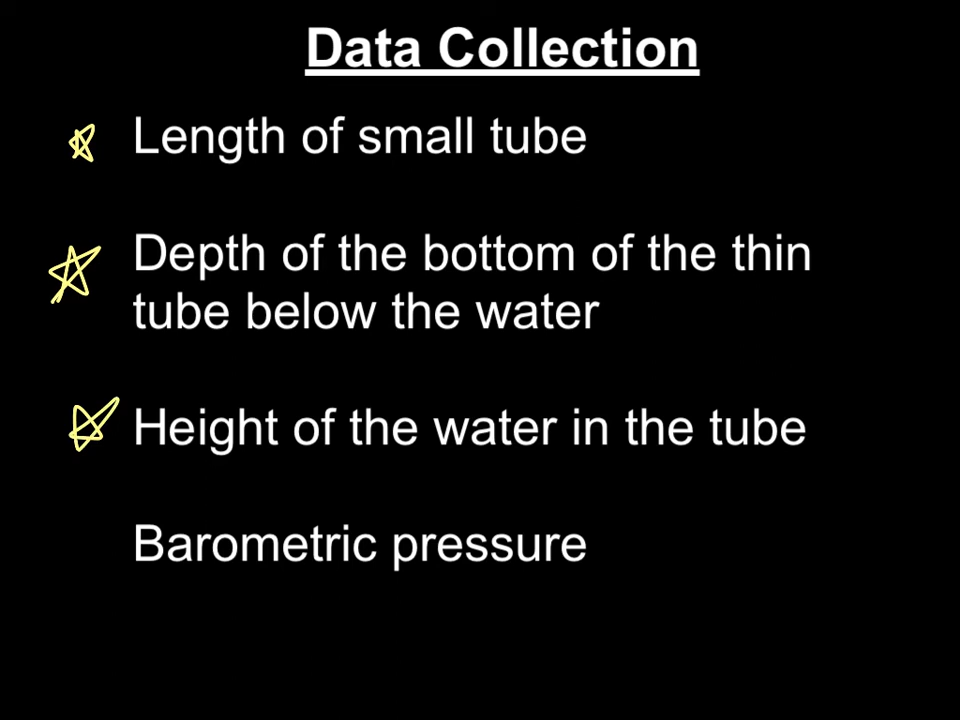 Data Collection
Length of small tube
Depth of the bottom of the thin
tube below the water
Height of the water in the tube
Barometric pressure